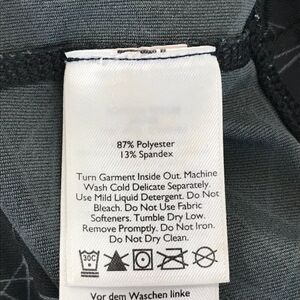 87% Polyester
13% Spandex
Turn Garment Inside Out. Machine
Wash Cold Delicate Separately.
Use Mild Liquid Detergent. Do Not
Bleach. Do Not Use Fabric
Softeners. Tumble Dry Low.
Remove Promptly. Do Not Iron.
Do Not Dry Clean.
30C
Vor dem Waschen linke